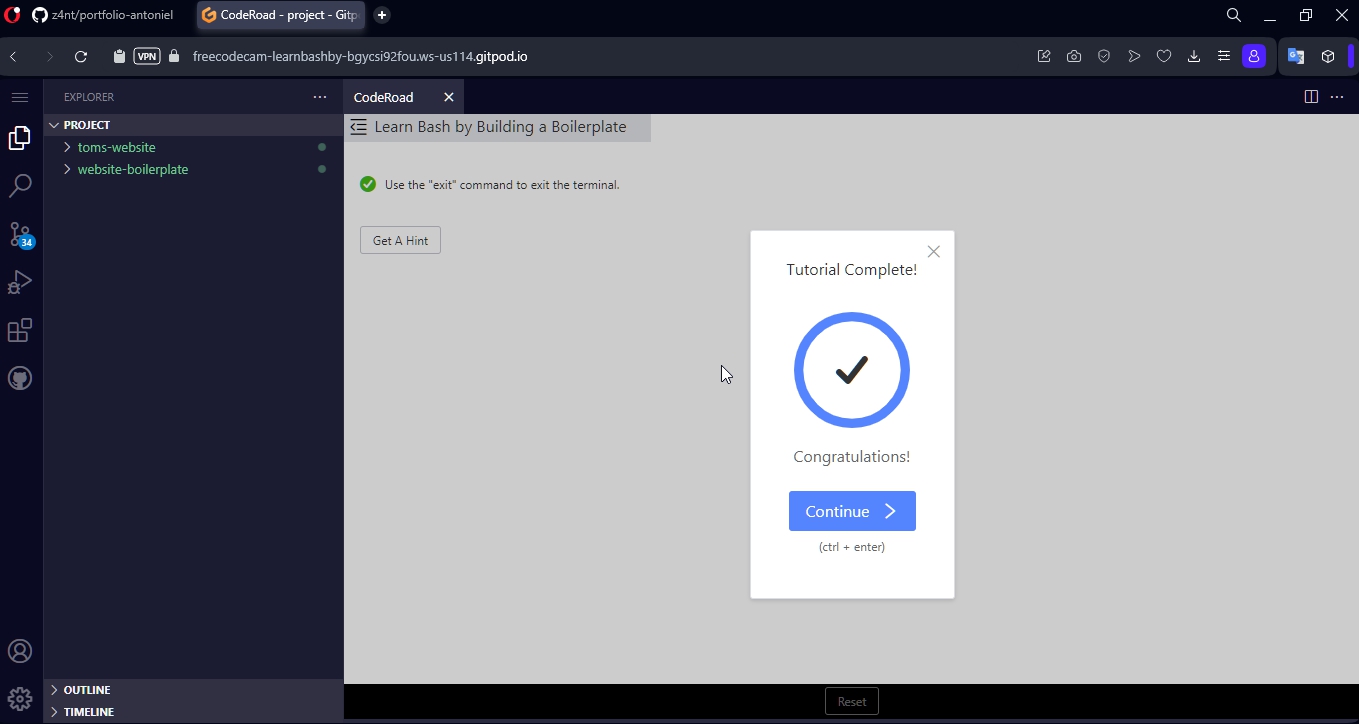 z4nt/portfolio-antoniel
CodeRoad - project - Gitp
VPN
freecodecam-learnbashby-bgycsi92fou.ws-us114.gitpod.io
EXPLORER
CodeRoad
PROJECT
toms-website
website-boilerplate
34
Learn Bash by Building a Boilerplate
Use the "exit" command to exit the terminal.
Get A Hint
Tutorial Complete!
Congratulations!
Continue
(ctrl + enter)
OUTLINE
TIMELINE
Reset